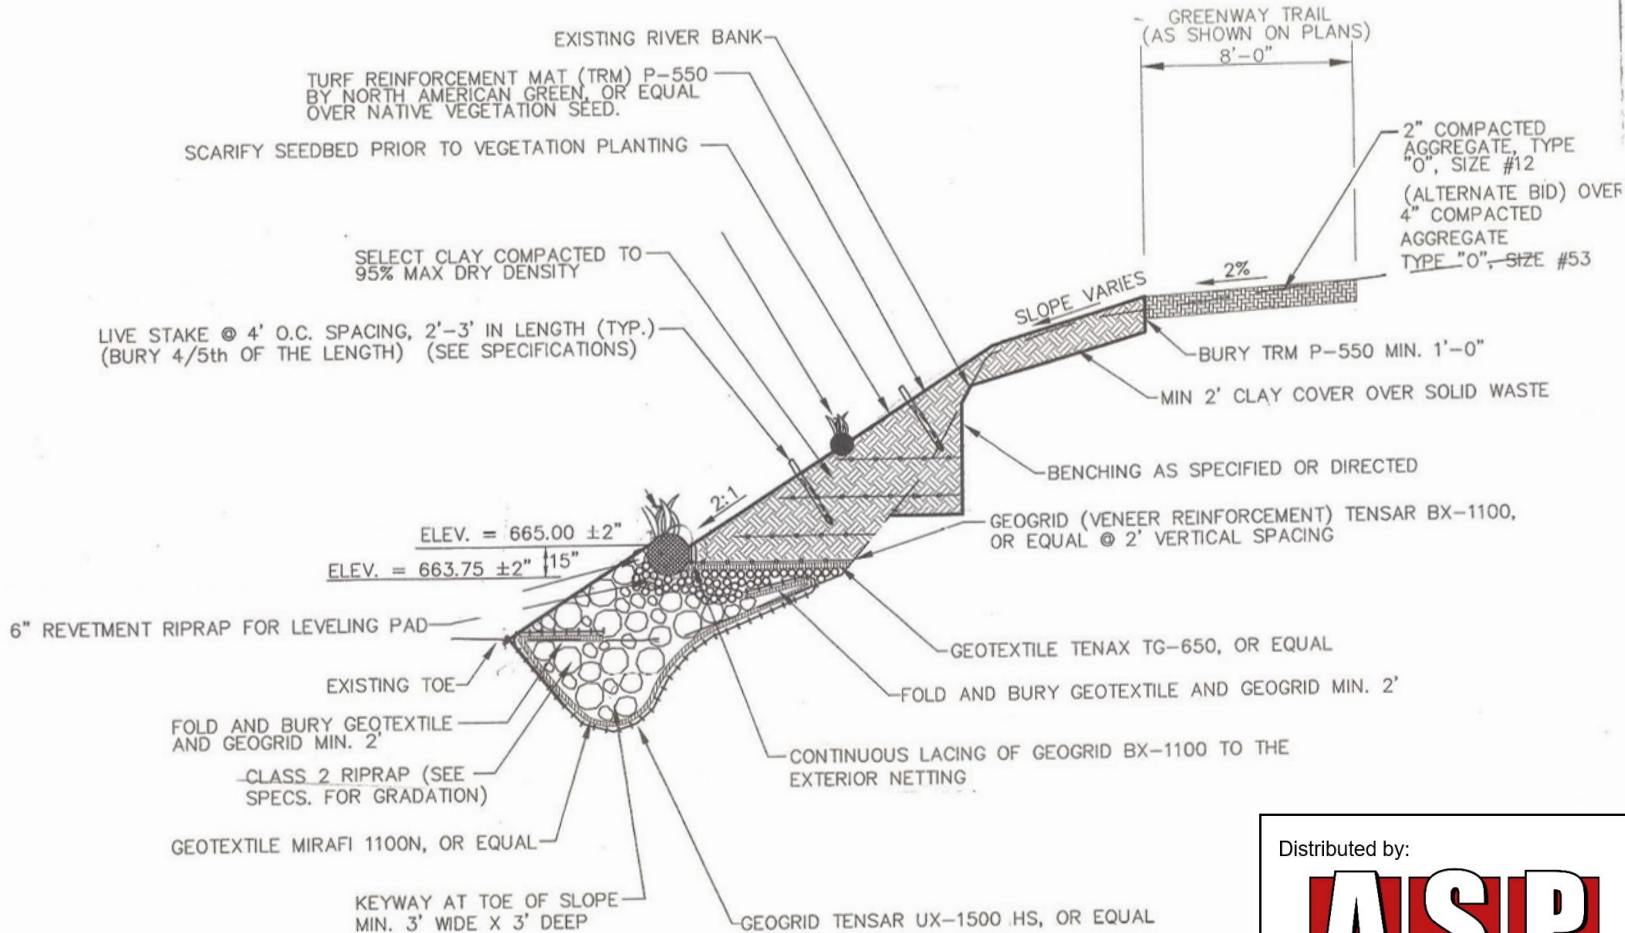 GREENWAY TRAIL
(AS SHOWN ON PLANS)
8'-0"
EXISTING RIVER BANK
TURF REINFORCEMENT MAT (TRM) P-550
BY NORTH AMERICAN GREEN, OR EQUAL
OVER NATIVE VEGETATION SEED.
SCARIFY SEEDBED PRIOR TO VEGETATION PLANTING
2" COMPACTED
AGGREGATE, TYPE
"O", SIZE #12
(ALTERNATE BID) OVER
4" COMPACTED
AGGREGATE
TYPE "O", SIZE #53
SELECT CLAY COMPACTED TO
95% MAX DRY DENSITY
2%
SLOPE VARIES
LIVE STAKE @ 4' O.C. SPACING, 2'-3' IN LENGTH (TYP.)
(BURY 4/5th OF THE LENGTH) (SEE SPECIFICATIONS)
BURY TRM P-550 MIN. 1'-0"
MIN 2' CLAY COVER OVER SOLID WASTE
BENCHING AS SPECIFIED OR DIRECTED
2:1
GEOGRID (VENEER REINFORCEMENT) TENSAR BX-1100,
OR EQUAL @ 2' VERTICAL SPACING
ELEV. = 665.00 ±2"
15"
ELEV. = 663.75 ±2"
6" REVETMENT RIPRAP FOR LEVELING PAD
GEOTEXTILE TENAX TG-650, OR EQUAL
EXISTING TOE
FOLD AND BURY GEOTEXTILE AND GEOGRID MIN. 2'
FOLD AND BURY GEOTEXTILE
AND GEOGRID MIN. 2'
CONTINUOUS LACING OF GEOGRID BX-1100 TO THE
EXTERIOR NETTING
CLASS 2 RIPRAP (SEE
SPECS. FOR GRADATION)
GEOTEXTILE MIRAFI 1100N, OR EQUAL
KEYWAY AT TOE OF SLOPE
MIN. 3' WIDE X 3' DEEP
GEOGRID TENSAR UX-1500 HS, OR EQUAL
Distributed by:
ASP